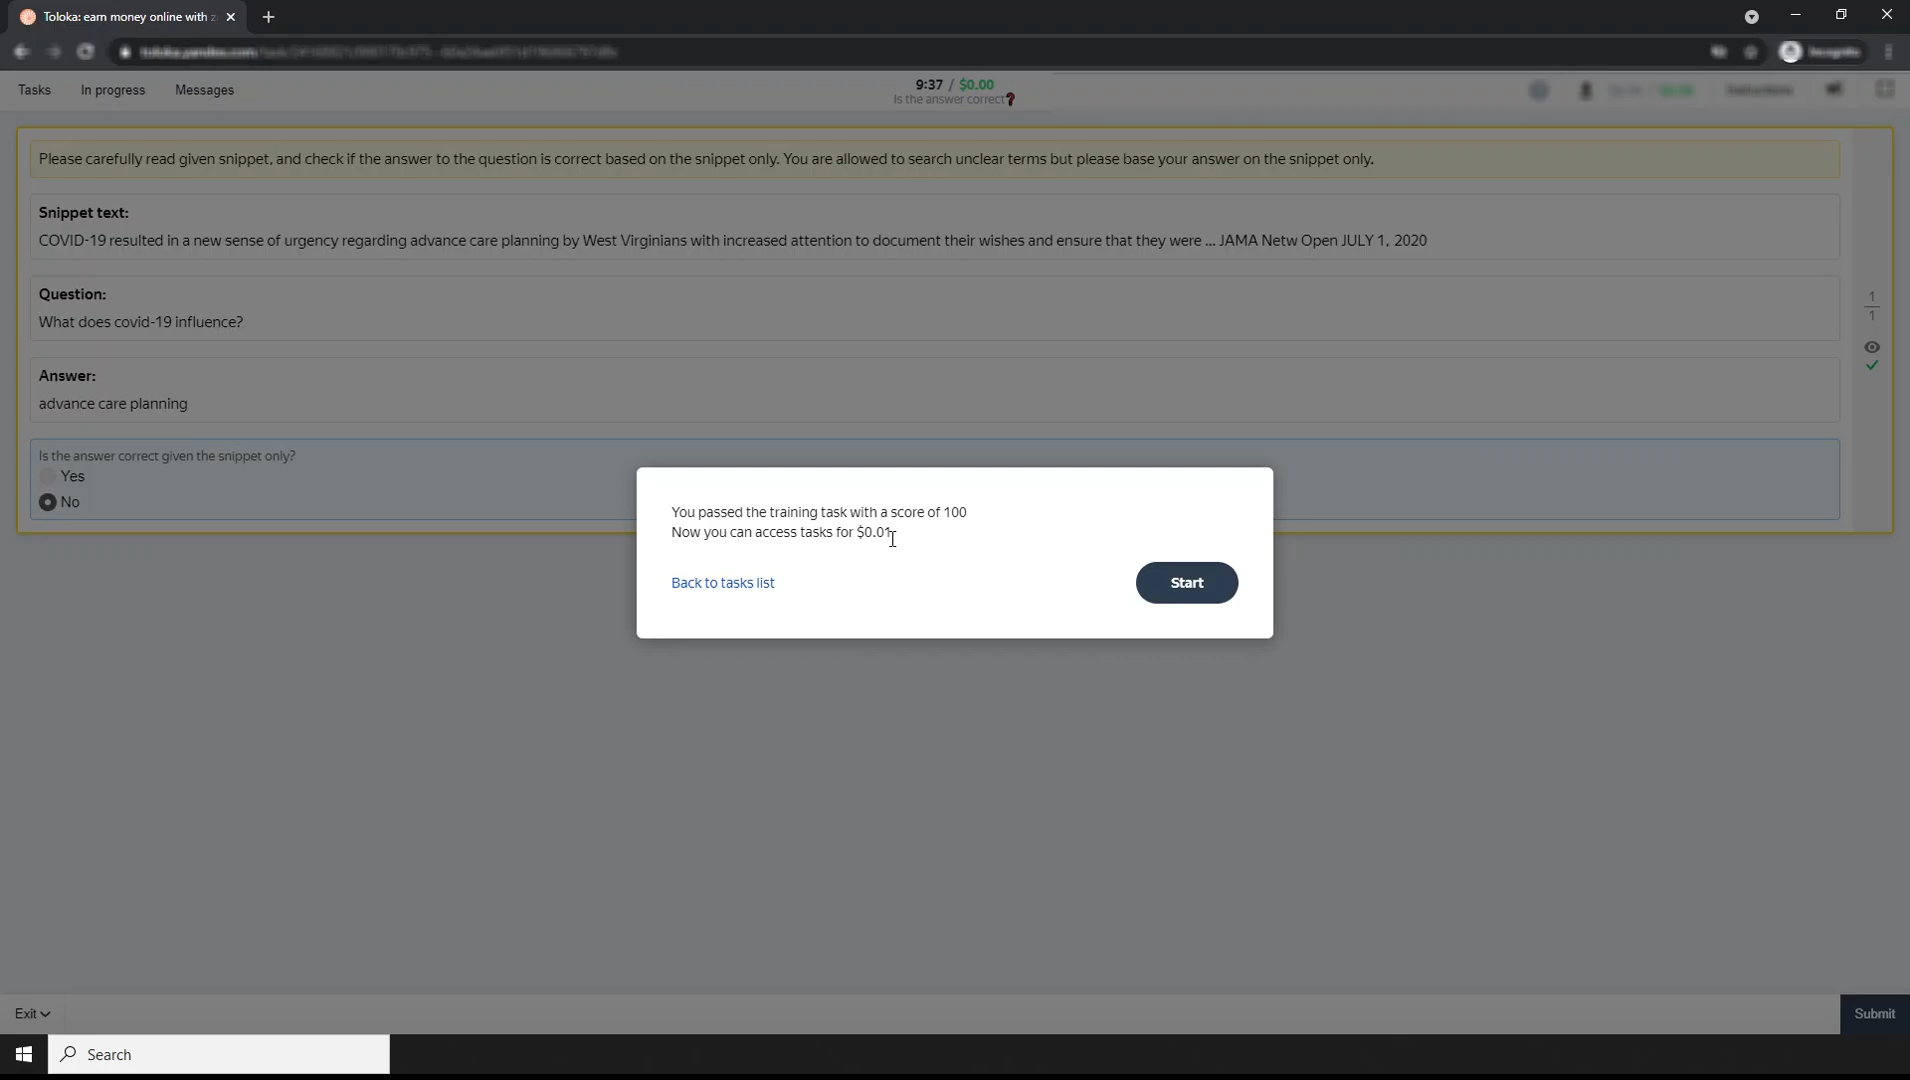 Toloka: earn money online with
Tasks
In progress
Messages
9:37 / $0.00
Is the answer correct❓
Please carefully read given snippet, and check if the answer to the question is correct based on the snippet only. You are allowed to search unclear terms but please base your answer on the snippet only.
Snippet text:
COVID-19 resulted in a new sense of urgency regarding advance care planning by West Virginians with increased attention to document their wishes and ensure that they were ... JAMA Netw Open JULY 1, 2020
Question:
What does covid-19 influence?
1
1
Answer:
advance care planning
Is the answer correct given the snippet only?
Yes
No
You passed the training task with a score of 100
Now you can access tasks for $0.01
Back to tasks list
Start
Exit
Submit
Search